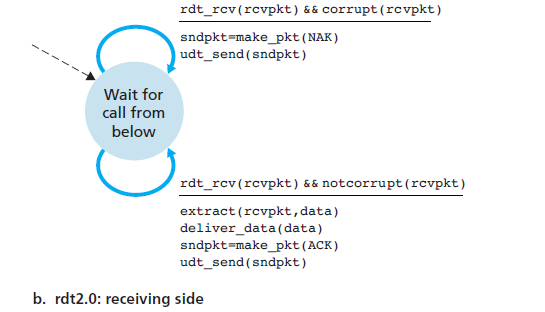 rdt_rcv(rcvpkt) && corrupt(rcvpkt)
sndpkt=make_pkt(NAK)
udt_send(sndpkt)
Wait for
call from
below
rdt_rcv(rcvpkt) && notcorrupt(rcvpkt)
extract(rcvpkt,data)
deliver_data(data)
sndpkt=make_pkt(ACK)
udt_send(sndpkt)
b. rdt2.0: receiving side